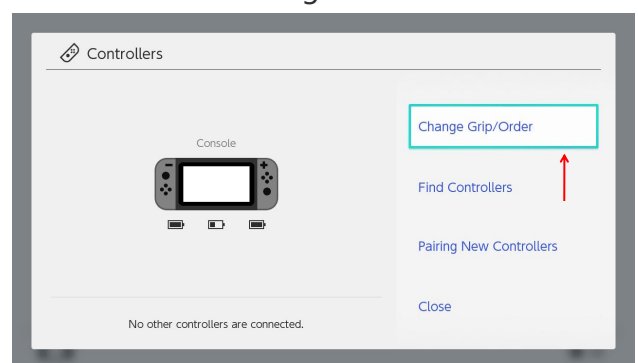 Controllers
Console
No other controllers are connected.
Change Grip/Order
Find Controllers
Pairing New Controllers
Close